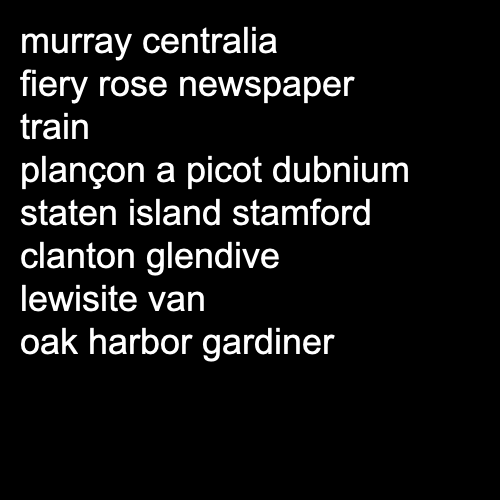 murray centralia
fiery rose newspaper
train
plançon a picot dubnium
staten island stamford
clanton glendive
lewisite van
oak harbor gardiner